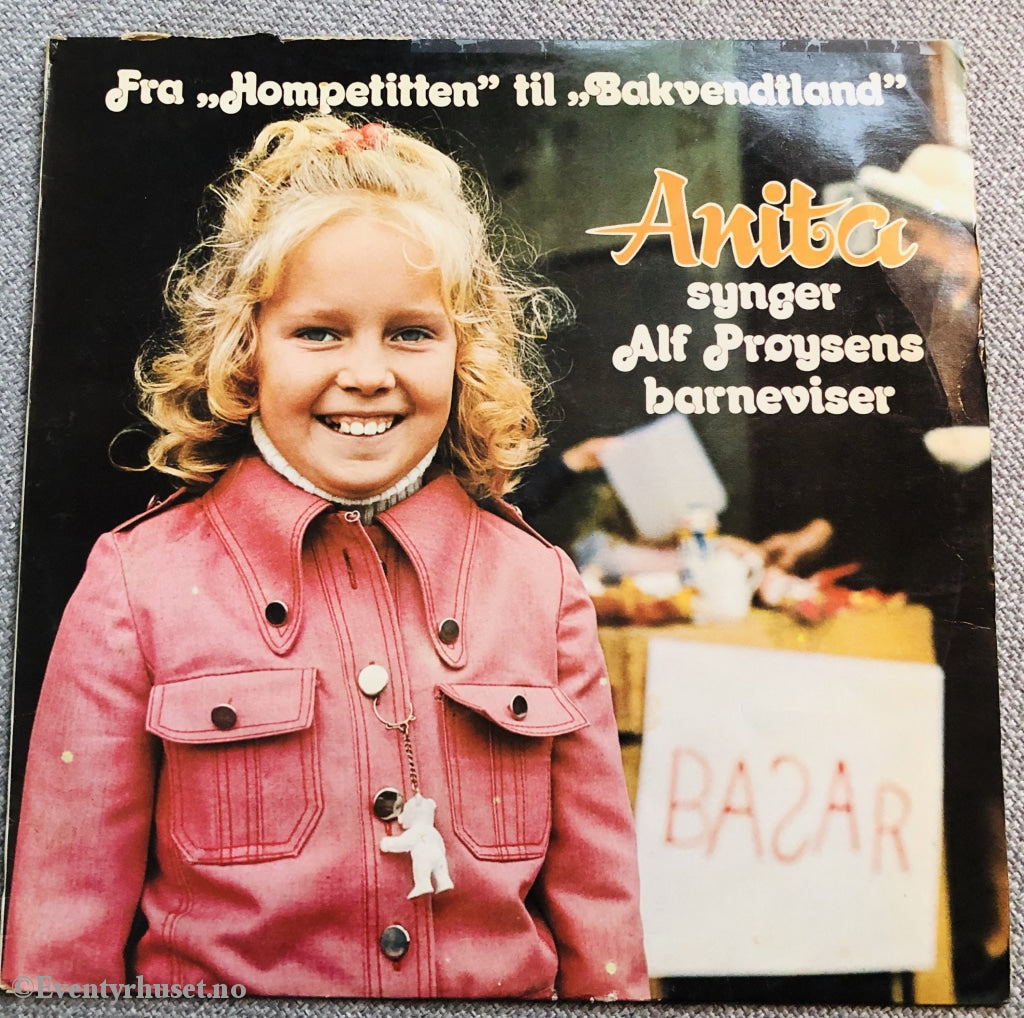 Fra „Hompetitten” til „Bakvendtland”
Anita
synger
Alf Prøysens
barneviser
BASAR
©Eventyrhuset.no